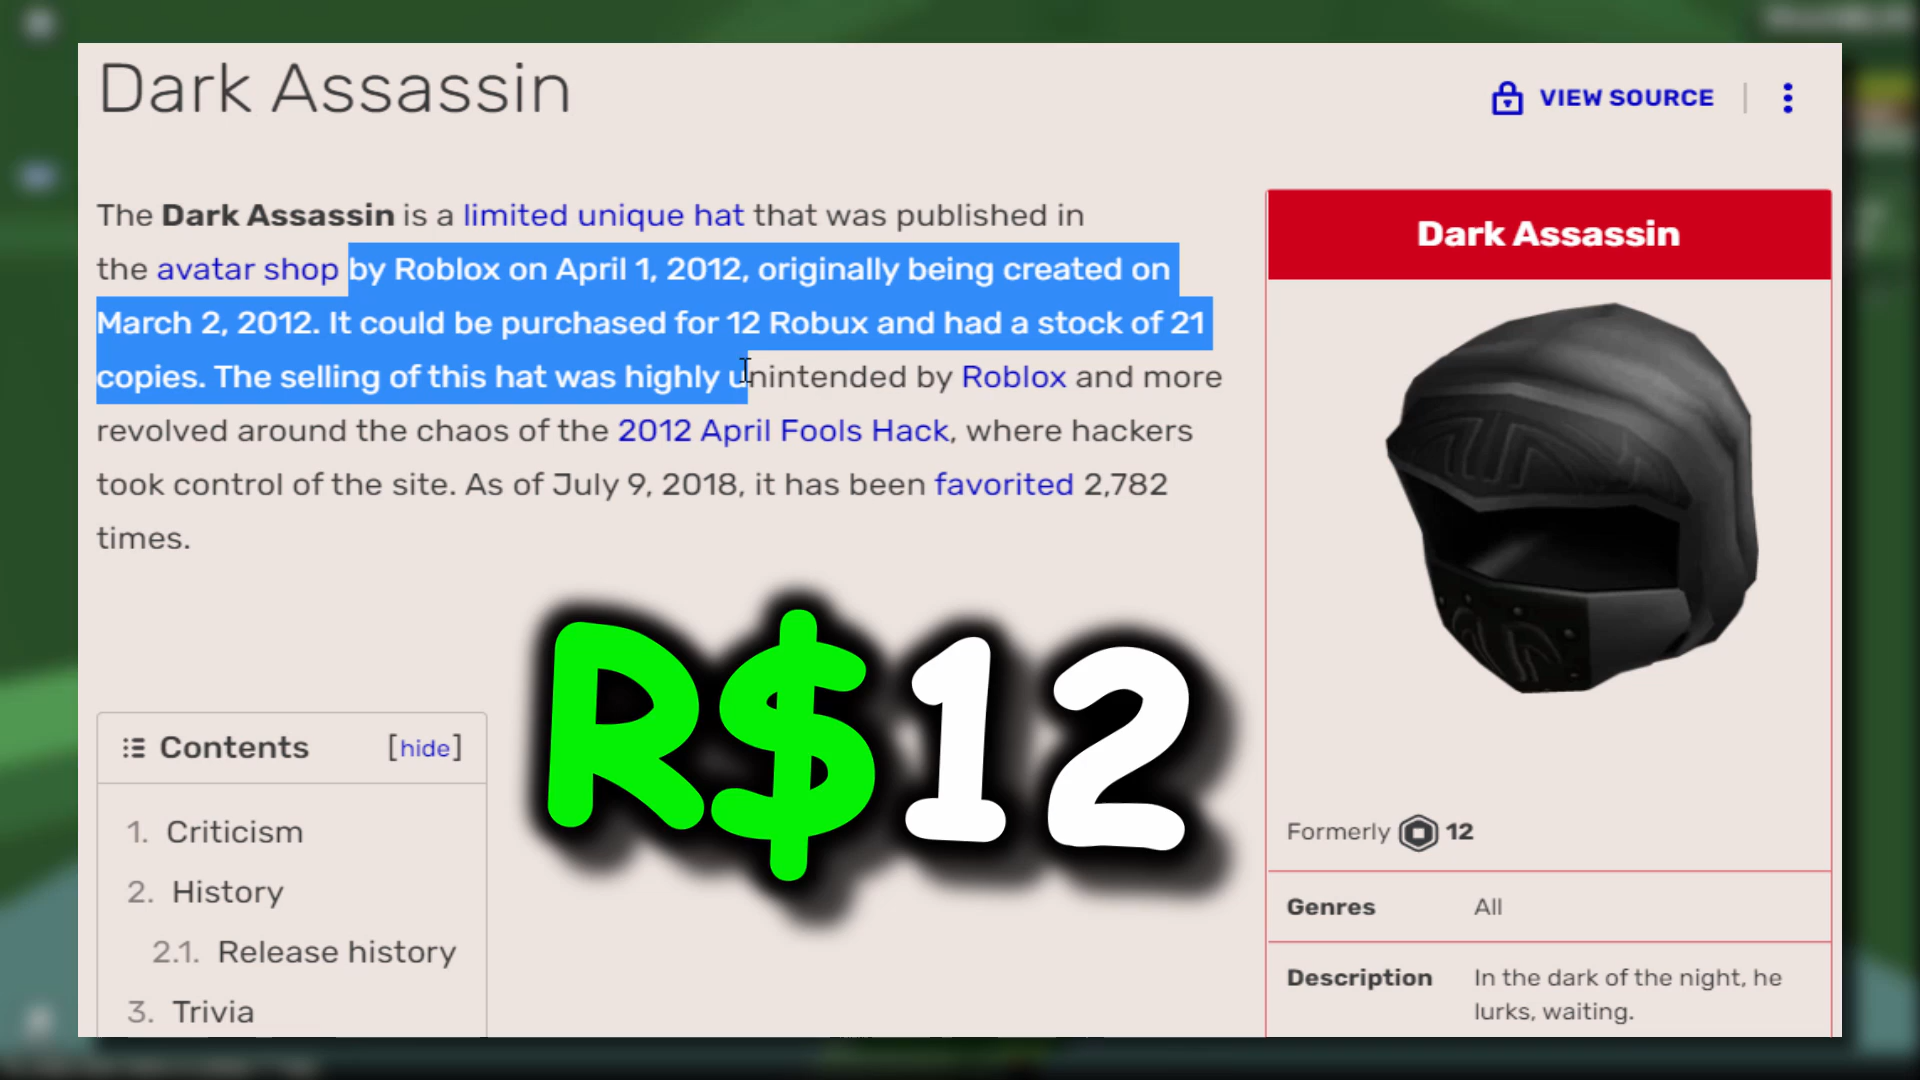 Dark Assassin
VIEW SOURCE
The Dark Assassin is a limited unique hat that was published in
the avatar shop by Roblox on April 1, 2012, originally being created on
March 2, 2012. It could be purchased for 12 Robux and had a stock of 21
copies. The selling of this hat was highly unintended by Roblox and more
revolved around the chaos of the 2012 April Fools Hack, where hackers
took control of the site. As of July 9, 2018, it has been favorited 2,782
times.
R$12
Contents [hide]
1. Criticism
2. History
2.1. Release history
3. Trivia
Dark Assassin
Formerly 12
Genres All
Description In the dark of the night, he
lurks, waiting.